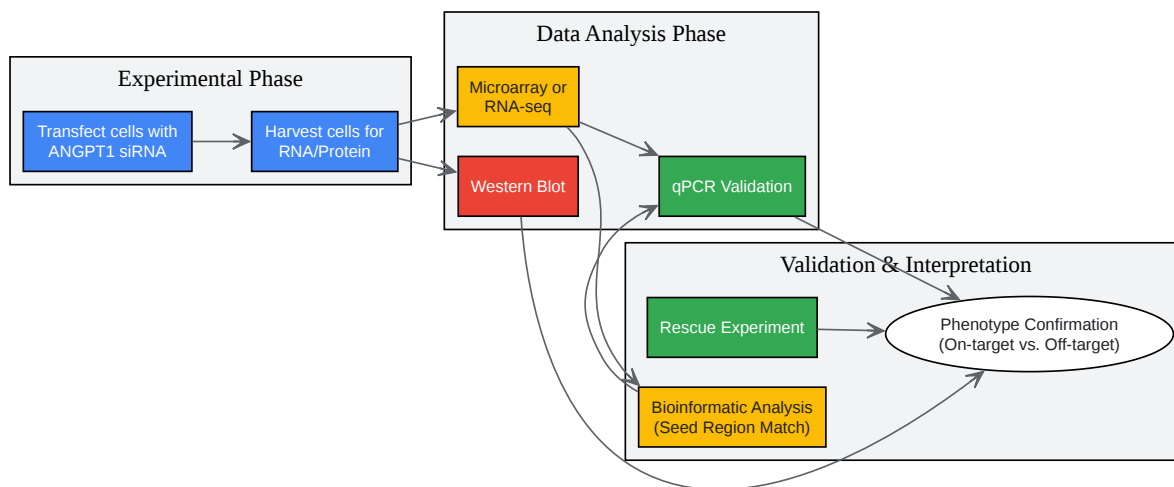 Experimental Phase
Transfect cells with
ANGPT1 siRNA
Harvest cells for
RNA/Protein
Data Analysis Phase
Microarray or
RNA-seq
Western Blot
qPCR Validation
Validation & Interpretation
Rescue Experiment
Phenotype Confirmation
(On-target vs. Off-target)
Bioinformatic Analysis
(Seed Region Match)